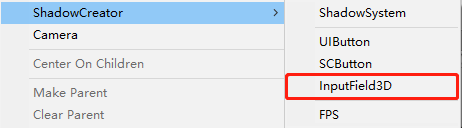 ShadowCreator
Camera
Center On Children
Make Parent
Clear Parent
ShadowSystem
UIButton
SCButton
InputField3D
FPS